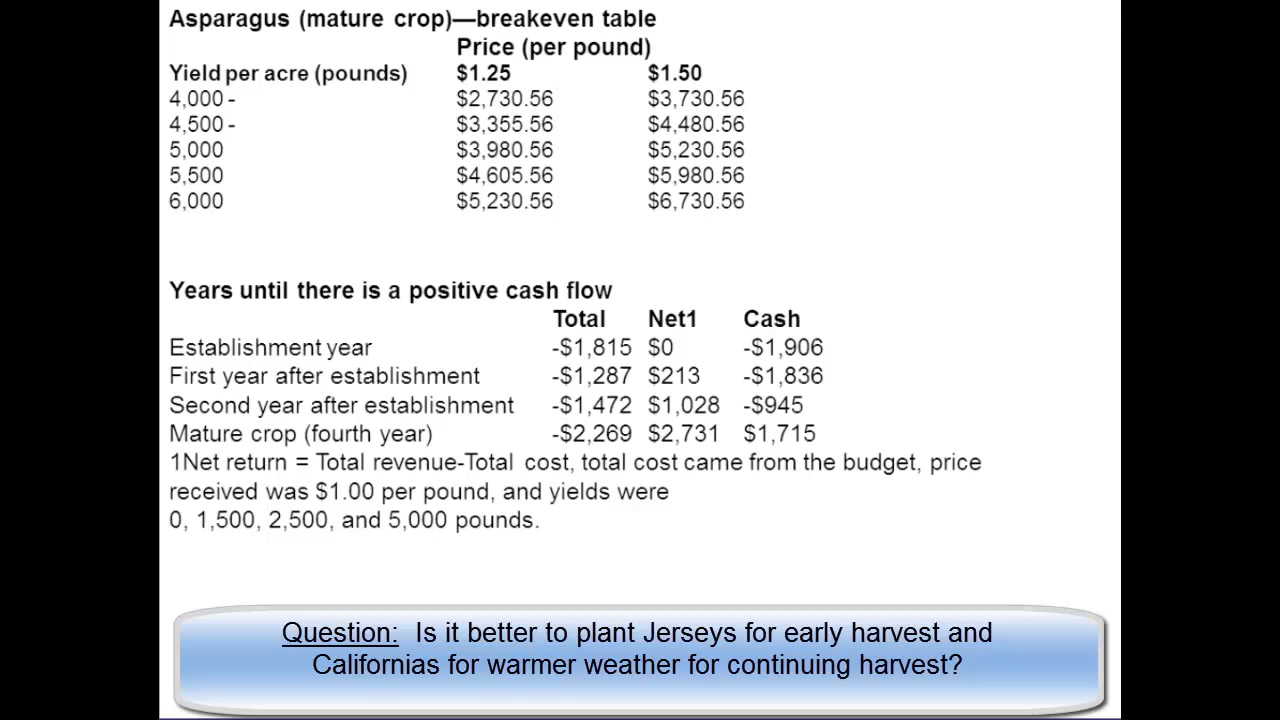 Asparagus (mature crop)—breakeven table
Price (per pound)
Yield per acre (pounds) $1.25 $1.50
4,000 - $2,730.56 $3,730.56
4,500 - $3,355.56 $4,480.56
5,000 $3,980.56 $5,230.56
5,500 $4,605.56 $5,980.56
6,000 $5,230.56 $6,730.56
Years until there is a positive cash flow
Total Net1 Cash
Establishment year -$1,815 $0 -$1,906
First year after establishment -$1,287 $213 -$1,836
Second year after establishment -$1,472 $1,028 -$945
Mature crop (fourth year) -$2,269 $2,731 $1,715
1Net return = Total revenue-Total cost, total cost came from the budget, price
received was $1.00 per pound, and yields were
0, 1,500, 2,500, and 5,000 pounds.
Question: Is it better to plant Jerseys for early harvest and
Californias for warmer weather for continuing harvest?